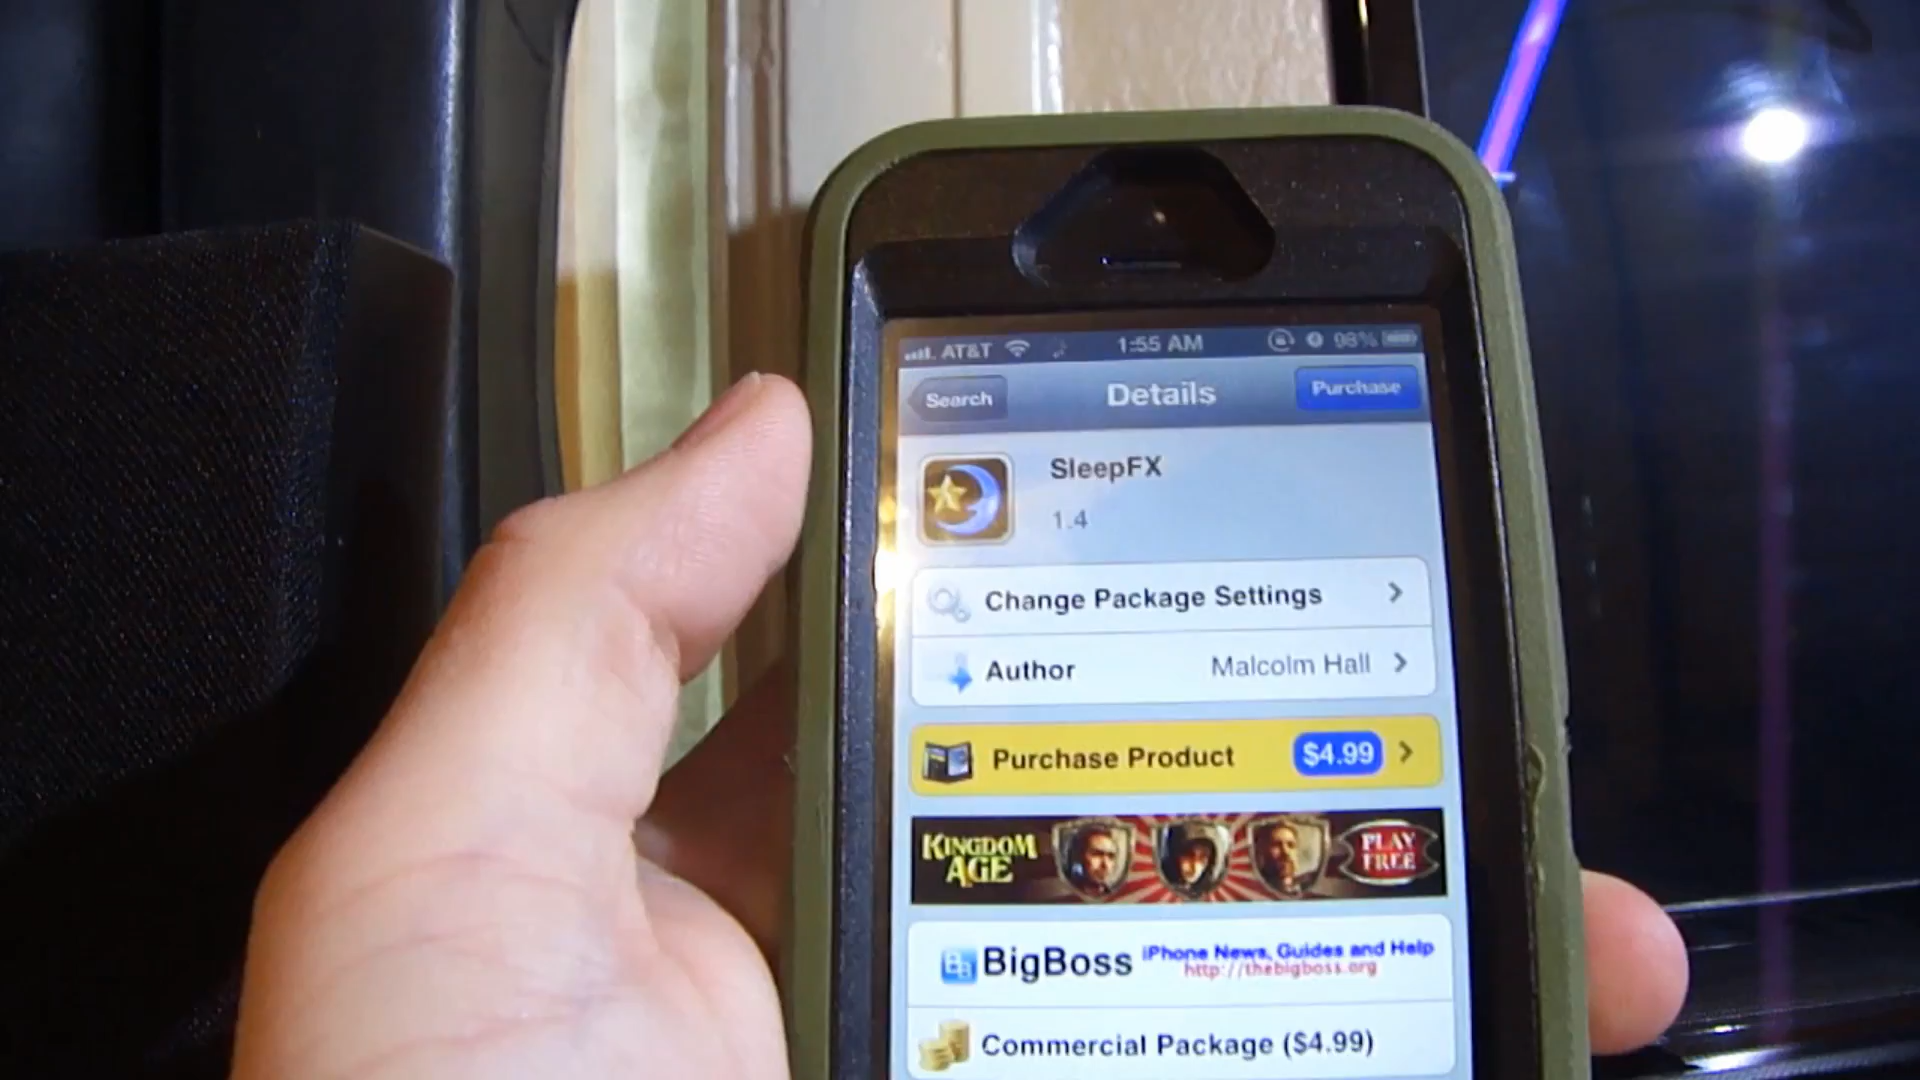 AT&T 1:55 AM 98%
Search Details Purchase
SleepFX
1.4
Change Package Settings
Author Malcolm Hall
Purchase Product $4.99
KINGDOM AGE PLAY FREE
BB BigBoss iPhone News, Guides and Help
http://thebigboss.org
Commercial Package ($4.99)